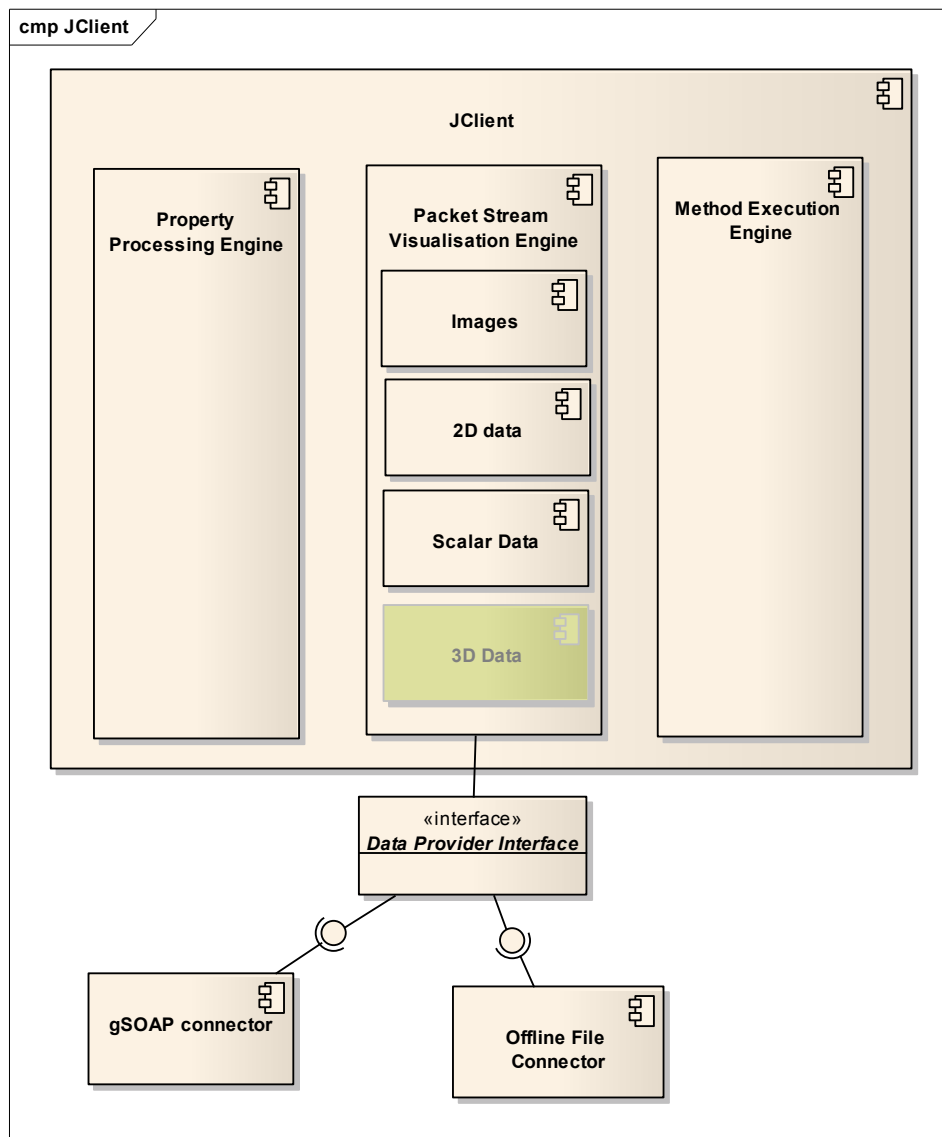 cmp JClient
JClient
Property
Processing Engine
Packet Stream
Visualisation Engine
Images
2D data
Scalar Data
3D Data
Method Execution
Engine
«interface»
Data Provider Interface
gSOAP connector
Offline File
Connector